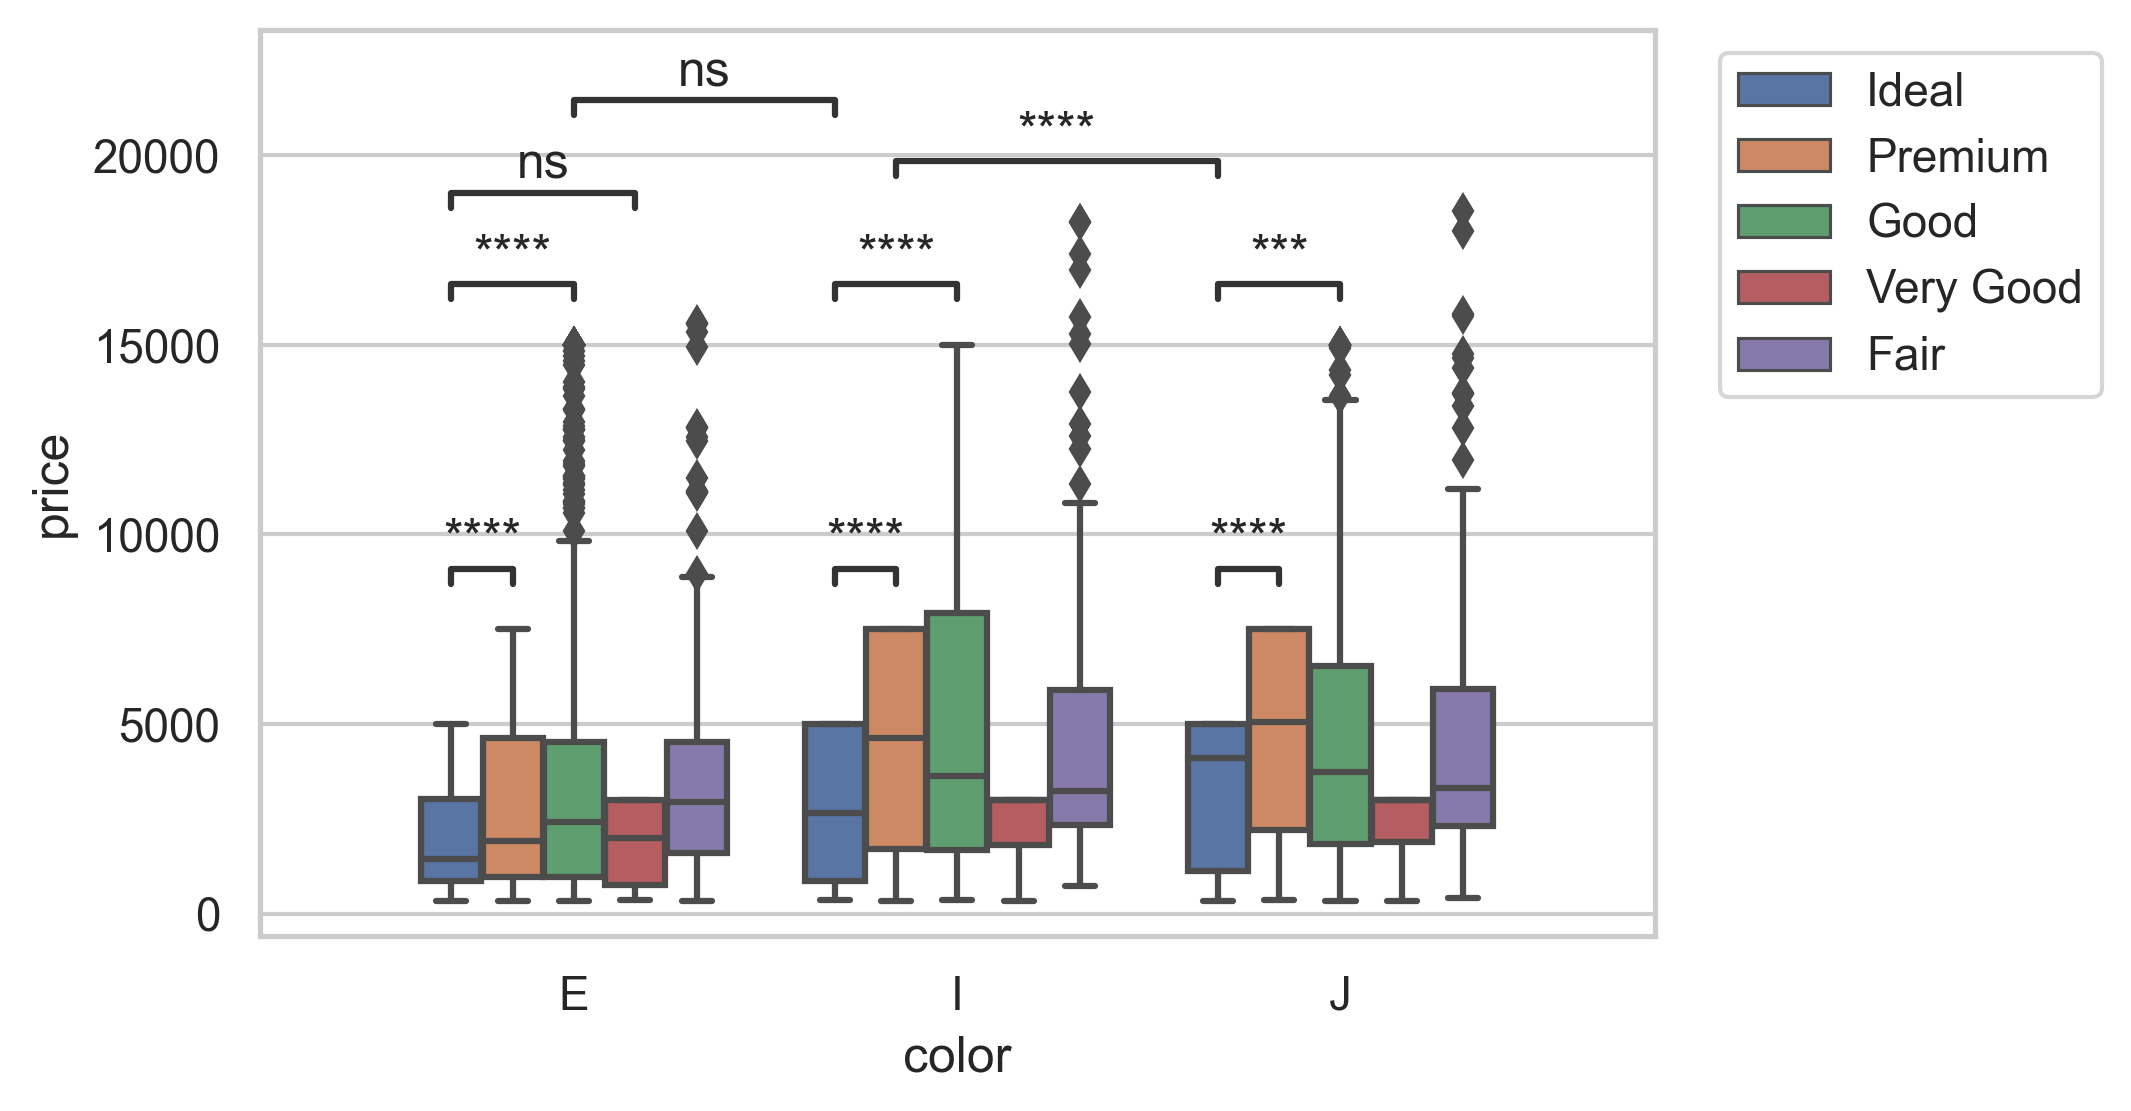 ns
****
20000
ns
****
****
***
15000
10000
****
****
****
5000
0
price
E
I
J
color
Ideal
Premium
Good
Very Good
Fair